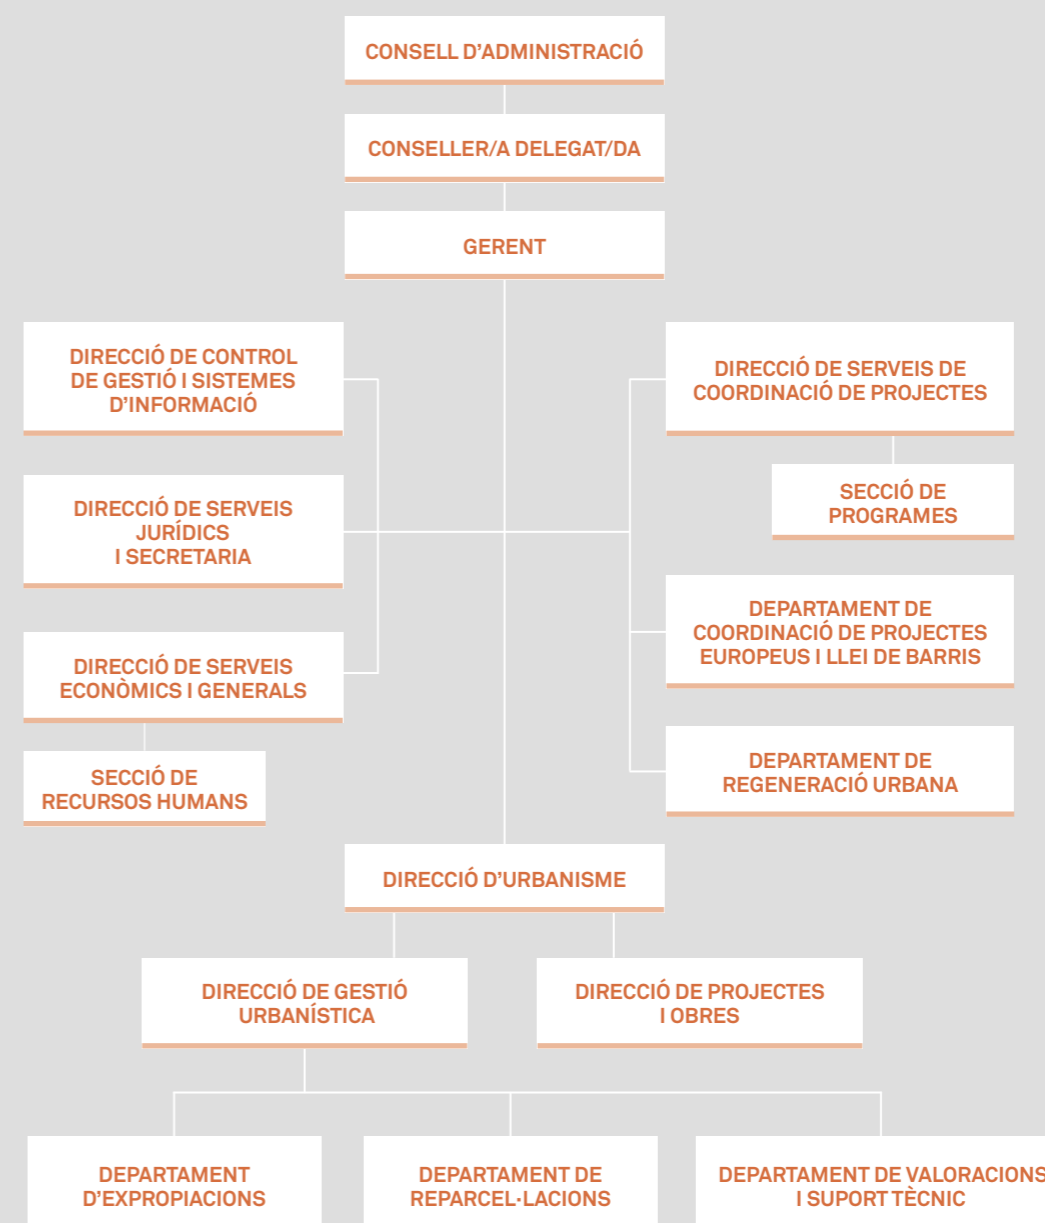 CONSELL D'ADMINISTRACIÓ
CONSELLER/A DELEGAT/DA
GERENT
DIRECCIÓ DE CONTROL
DE GESTIÓ I SISTEMES
D'INFORMACIÓ
DIRECCIÓ DE SERVEIS
JURÍDICS
I SECRETARIA
DIRECCIÓ DE SERVEIS
ECONÒMICS I GENERALS
SECCIÓ DE
RECURSOS HUMANS
DIRECCIÓ DE SERVEIS DE
COORDINACIÓ DE PROJECTES
SECCIÓ DE
PROGRAMES
DEPARTAMENT DE
COORDINACIÓ DE PROJECTES
EUROPEUS I LLEI DE BARRIS
DEPARTAMENT DE
REGENERACIÓ URBANA
DIRECCIÓ D'URBANISME
DIRECCIÓ DE GESTIÓ
URBANÍSTICA
DIRECCIÓ DE PROJECTES
I OBRES
DEPARTAMENT
D'EXPROPIACIONS
DEPARTAMENT DE
REPARCEL·LACIONS
DEPARTAMENT DE VALORACIONS
I SUPORT TÈCNIC